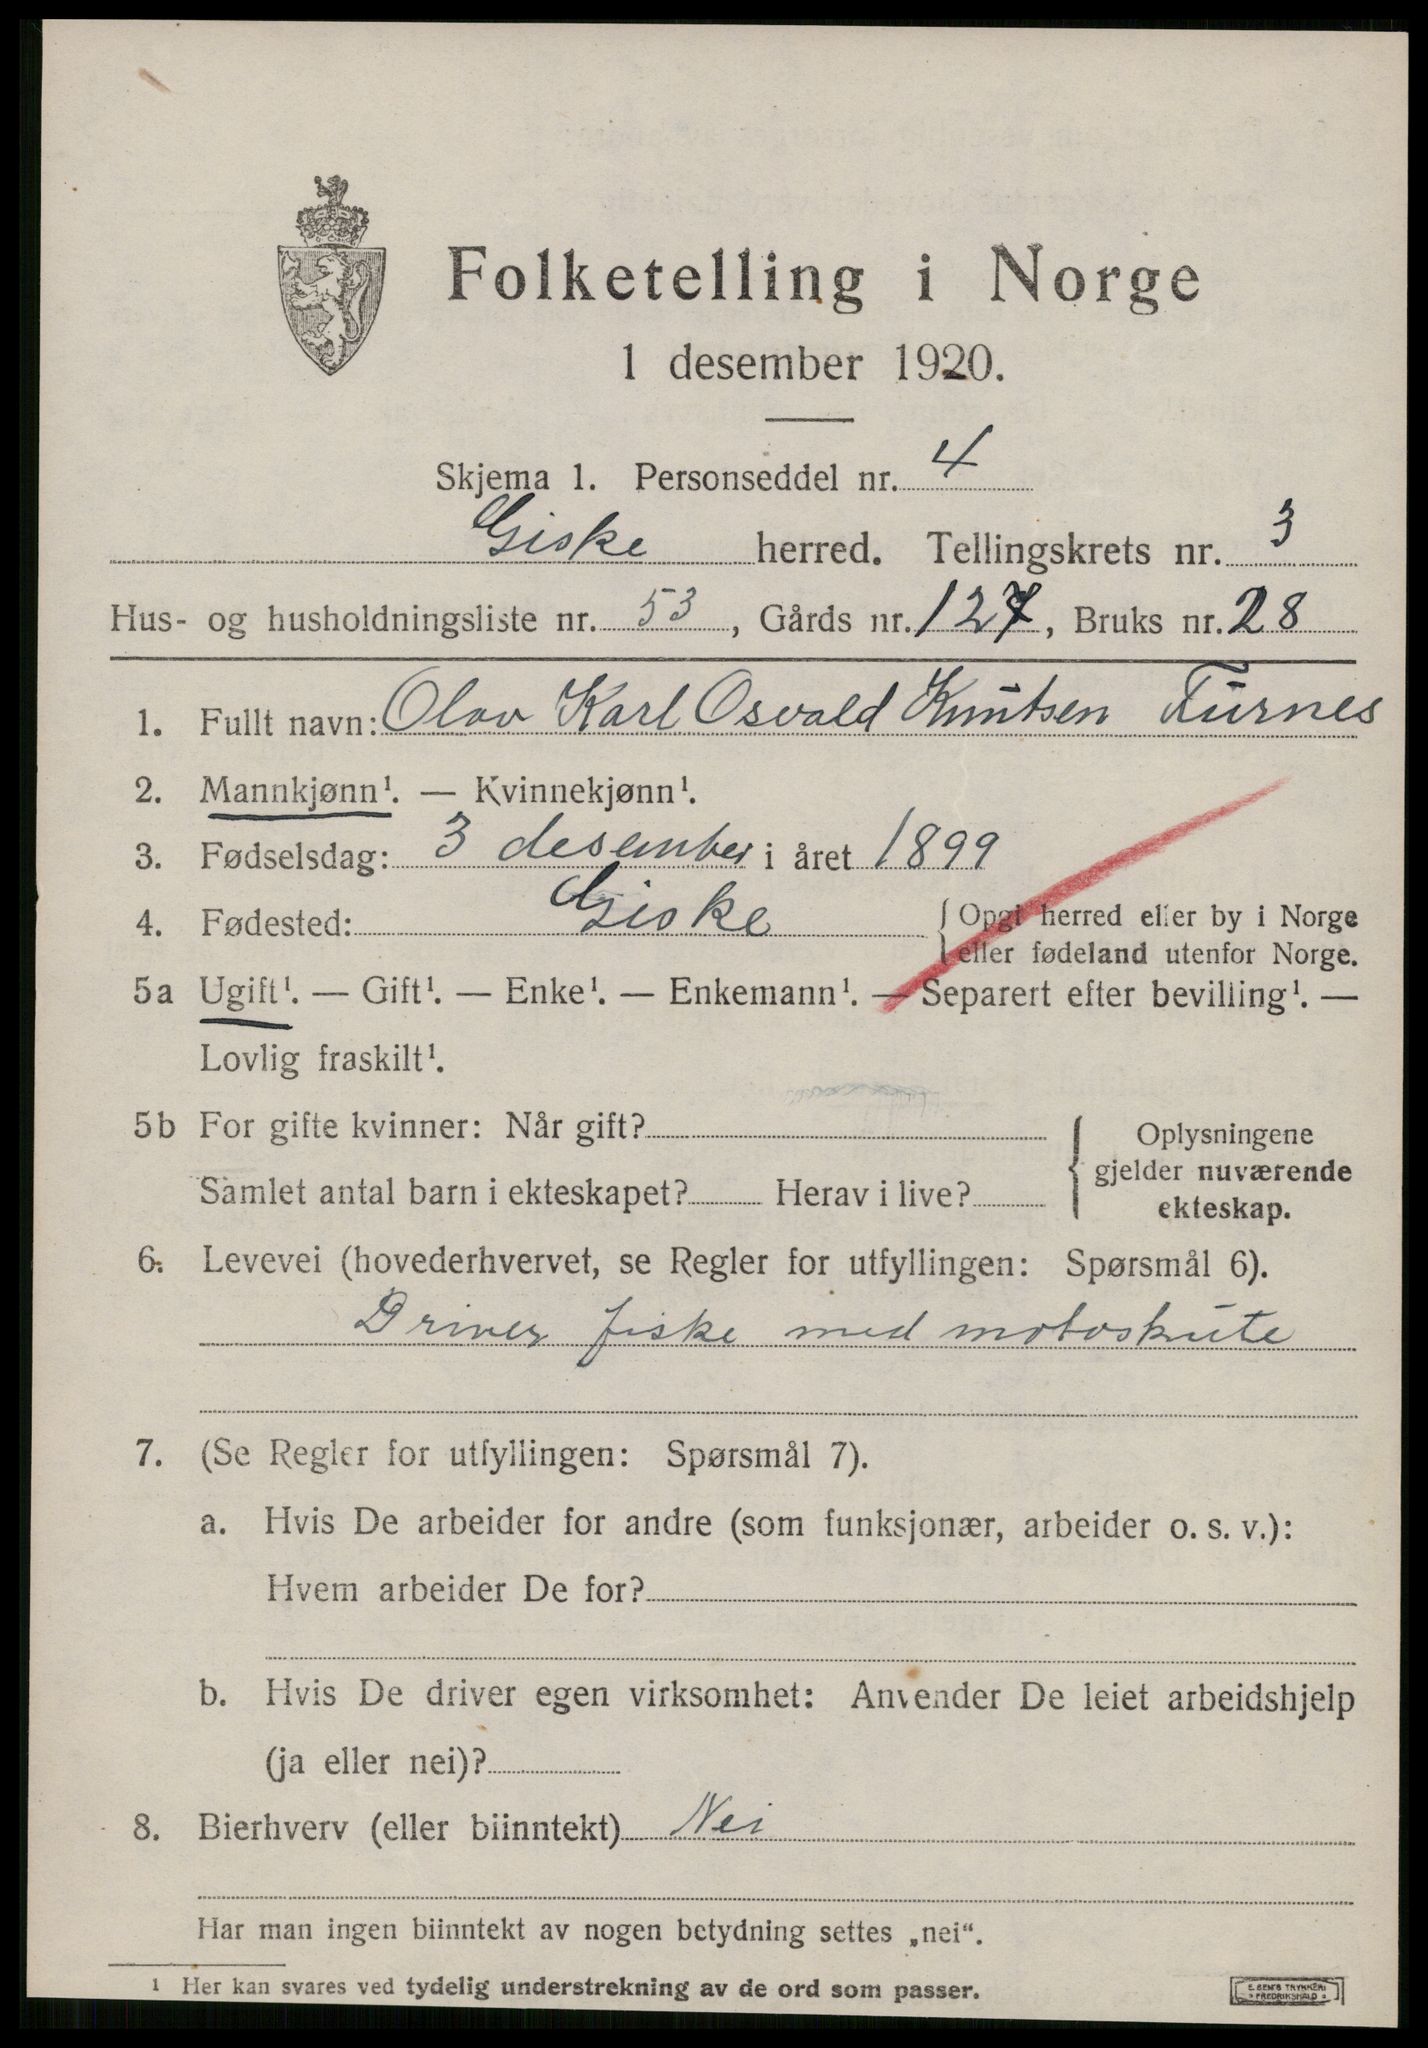 Folketelling i Norge
1 desember 1920.
Skjema 1. Personseddel nr. 4
Giske herred. Tellingskrets nr. 3
Hus- og husholdningsliste nr. 53, Gårds nr. 127, Bruks nr. 28
1. Fullt navn: Olav Karl Osvald Knutsen Furnes
2. Mannkjønn¹. — Kvinnekjønn¹.
3. Fødselsdag: 3 desember i året 1899
4. Fødested: Giske { Opgi herred eller by i Norge
eller fødeland utenfor Norge.
5a Ugift¹. — Gift¹. — Enke¹. — Enkemann¹. — Separert efter bevilling¹. —
Lovlig fraskilt¹.
5b For gifte kvinner: Når gift? { Oplysningene
gjelder nuværende
Samlet antal barn i ekteskapet? Herav i live?
ekteskap.
6. Levevei (hovederhvervet, se Regler for utfyllingen: Spørsmål 6).
Driver fiske med motorskute
7. (Se Regler for utfyllingen: Spørsmål 7).
a. Hvis De arbeider for andre (som funksjonær, arbeider o. s. v.):
Hvem arbeider De for?
b. Hvis De driver egen virksomhet: Anvender De leiet arbeidshjelp
(ja eller nei)?
8. Bierhverv (eller biinntekt) Nei
Har man ingen biinntekt av nogen betydning settes „nei“.
¹ Her kan svares ved tydelig understrekning av de ord som passer.
E. SEM'S TRYKKERI
FREDRIKSHALD